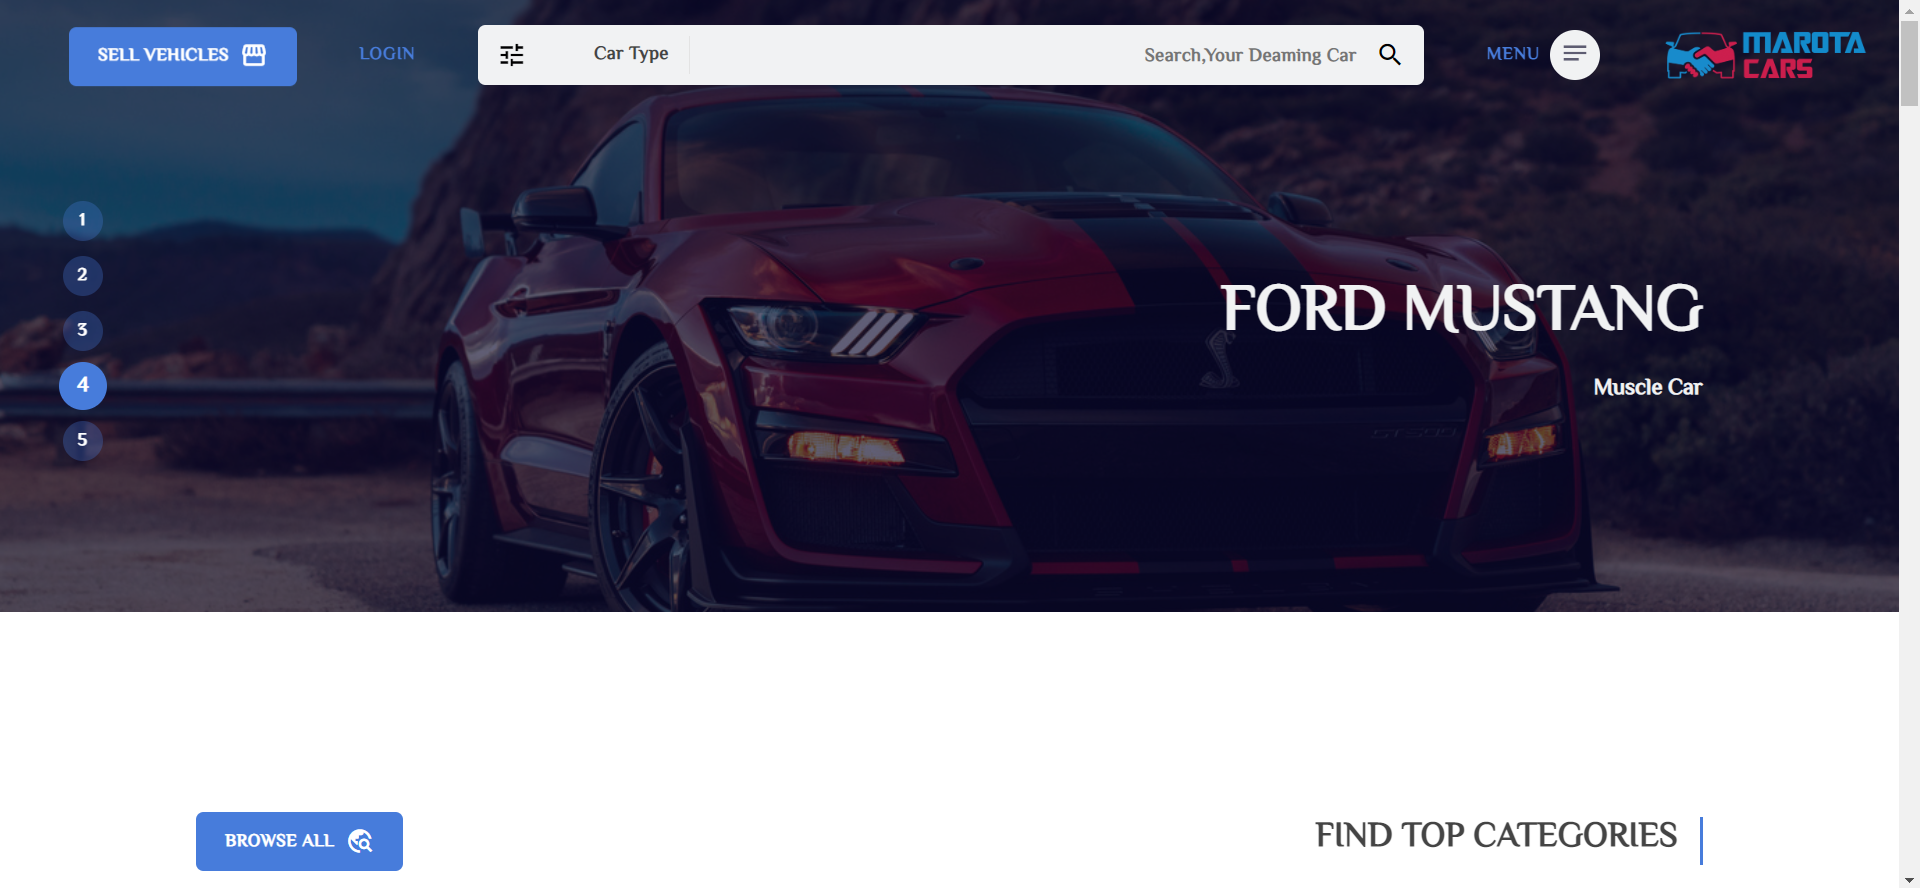 SELL VEHICLES
LOGIN
Car Type
Search,Your Deaming Car
MENU
MAROTA
CARS
1
2
3
4
5
FORD MUSTANG
Muscle Car
GT500
BROWSE ALL
FIND TOP CATEGORIES